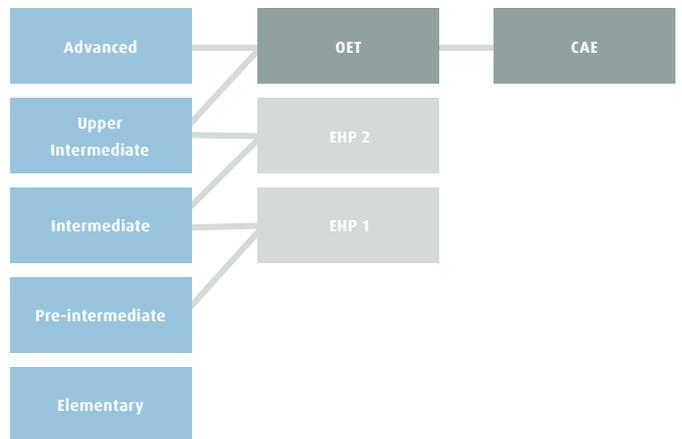 Advanced
OET
CAE
Upper
Intermediate
EHP 2
Intermediate
EHP 1
Pre-intermediate
Elementary